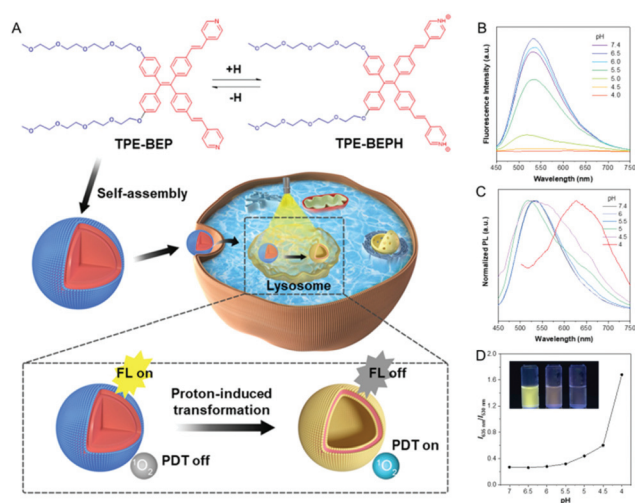 A
+H
-H
TPE-BEP
TPE-BEPH
Self-assembly
Lysosome
FL on
Proton-induced
transformation
FL off
PDT off
¹O₂
PDT on
¹O₂
B
Fluorescence Intensity (a.u.)
pH
7.4
6.5
6.0
5.5
5.0
4.5
4.0
450 500 550 600 650 700 750
Wavelength (nm)
C
Normalized PL (a.u.)
pH
7.4
6
5.5
5
4.5
4
450 500 550 600 650 700 750
Wavelength (nm)
D
1.8
1.2
0.6
0.0
7 6.5 6 5.5 5 4.5 4
pH